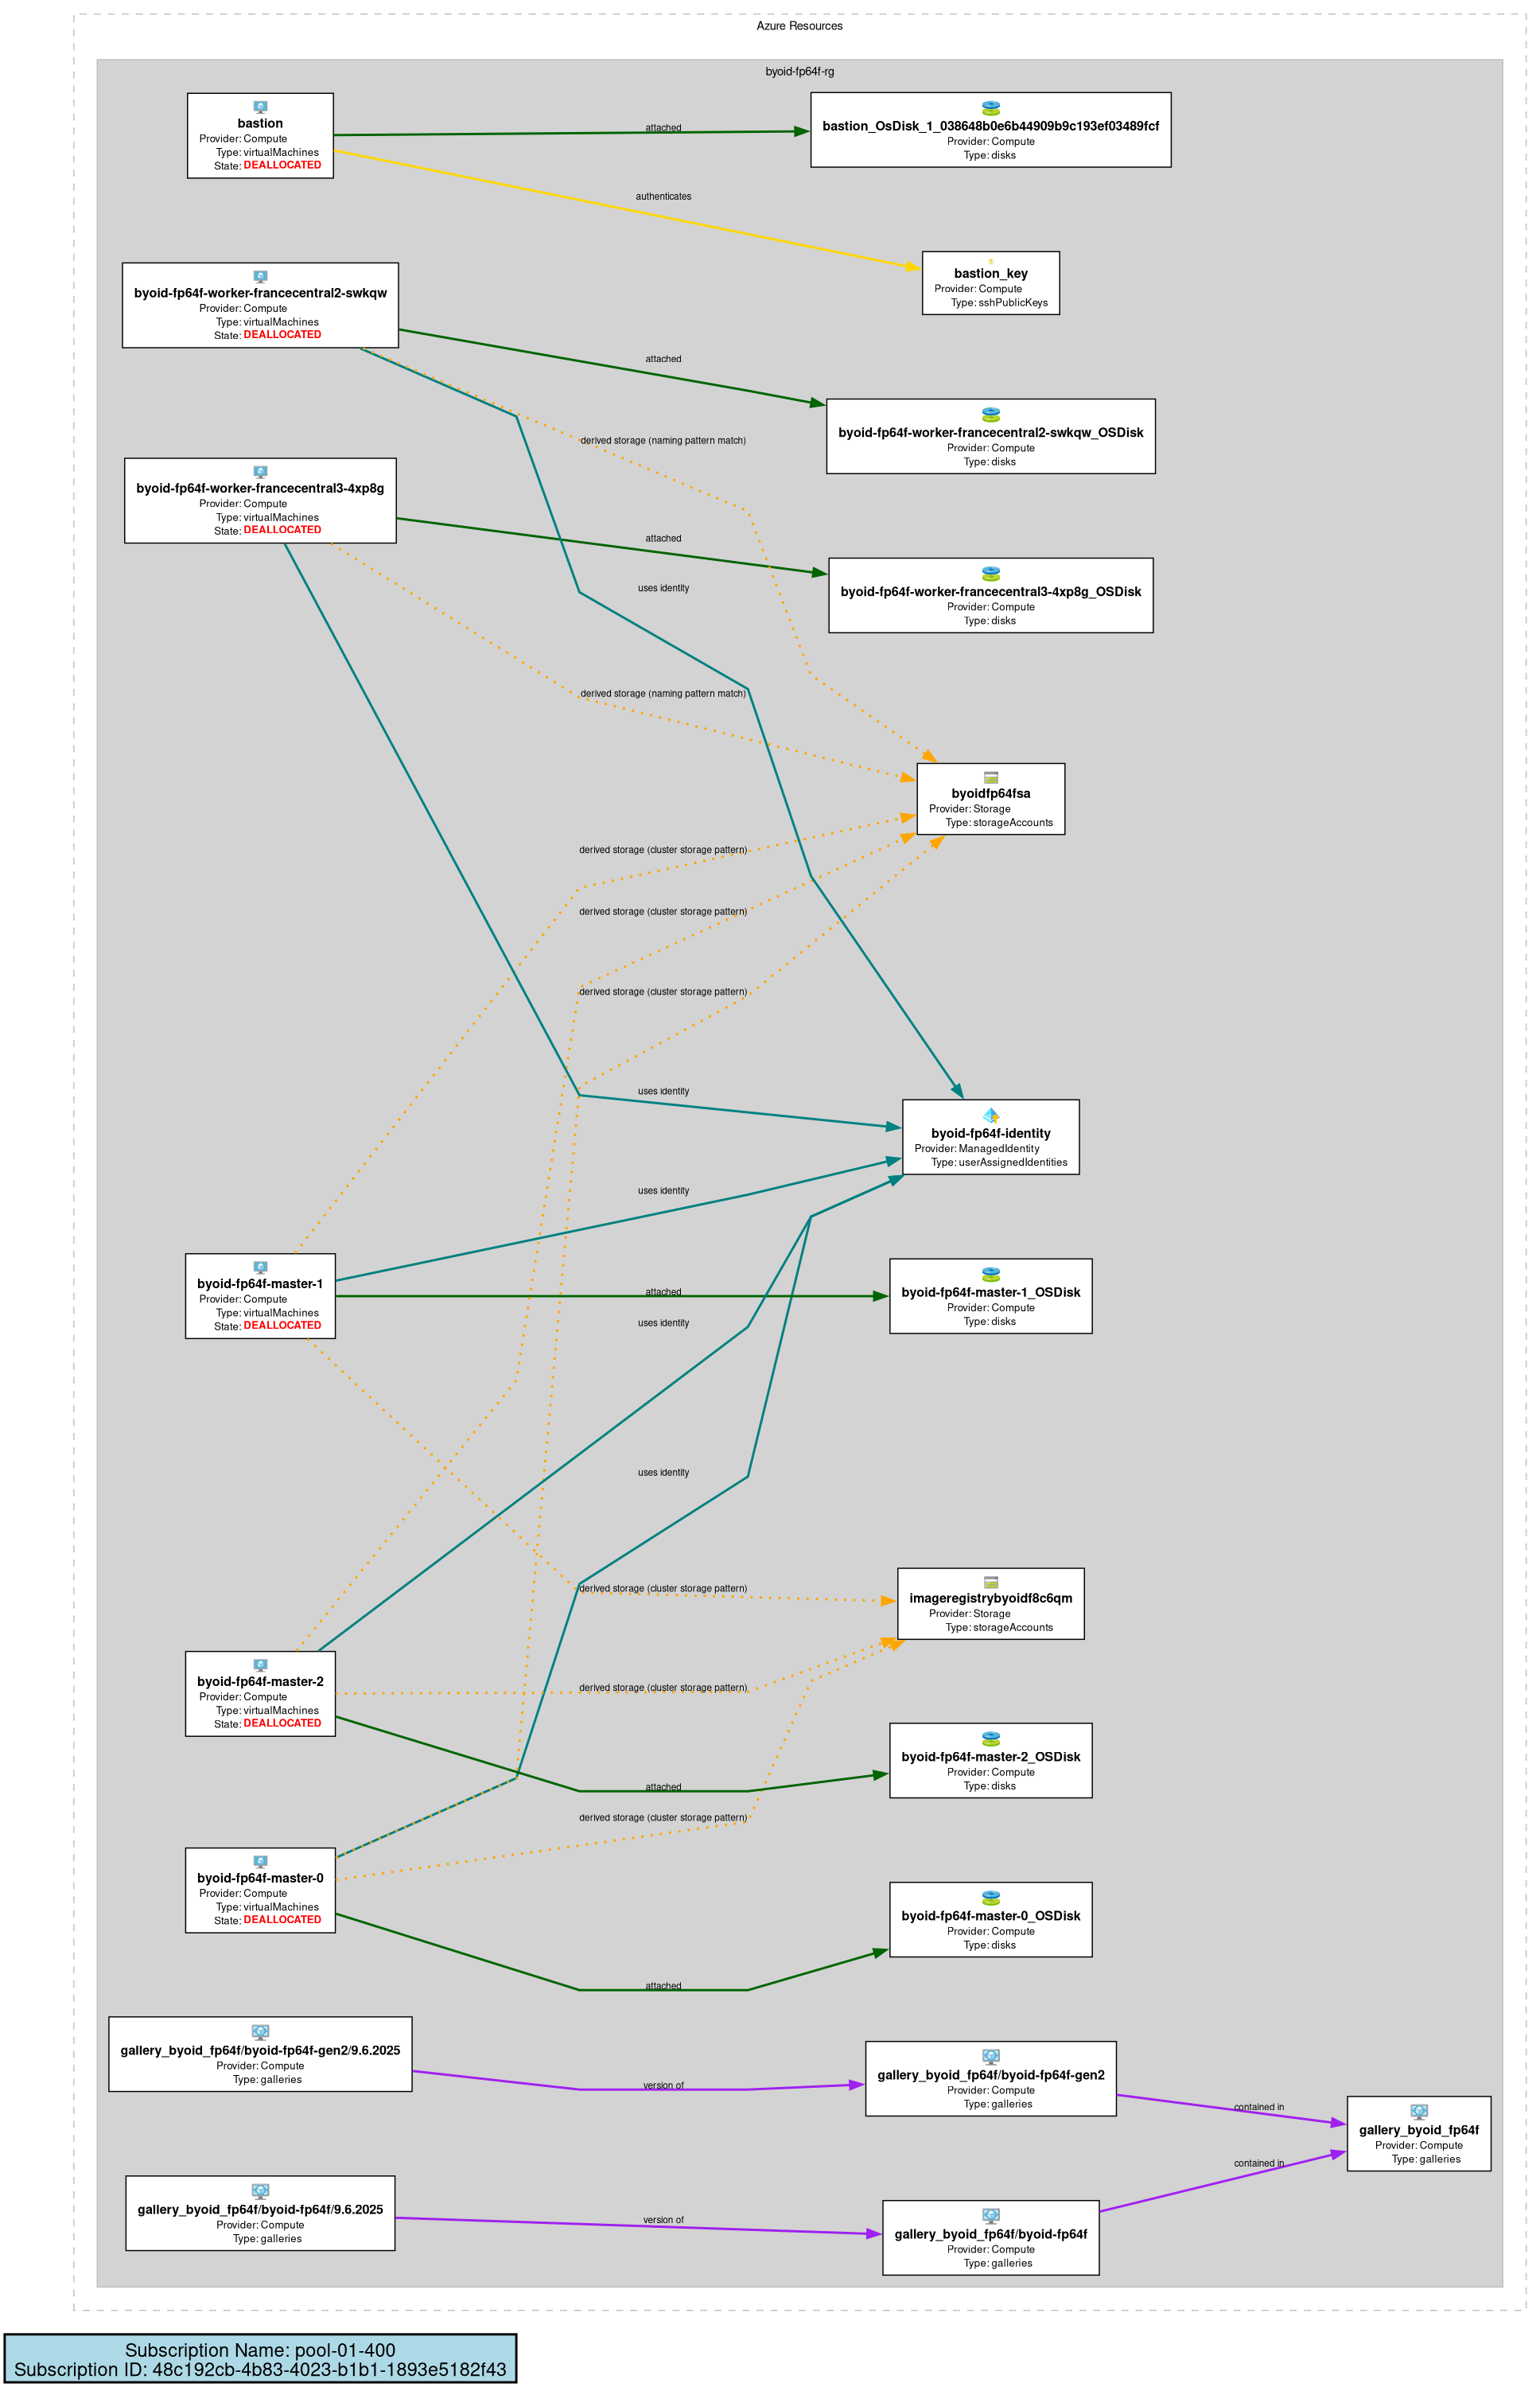 Azure Resources
byoid-fp64f-rg
bastion
Provider: Compute
Type: virtualMachines
State: DEALLOCATED
attached
bastion_OsDisk_1_038648b0e6b44909b9c193ef03489fcf
Provider: Compute
Type: disks
authenticates
bastion_key
Provider: Compute
Type: sshPublicKeys
byoid-fp64f-worker-francecentral2-swkqw
Provider: Compute
Type: virtualMachines
State: DEALLOCATED
attached
byoid-fp64f-worker-francecentral2-swkqw_OSDisk
Provider: Compute
Type: disks
derived storage (naming pattern match)
byoid-fp64f-worker-francecentral3-4xp8g
Provider: Compute
Type: virtualMachines
State: DEALLOCATED
attached
byoid-fp64f-worker-francecentral3-4xp8g_OSDisk
Provider: Compute
Type: disks
uses identity
derived storage (naming pattern match)
byoidfp64fsa
Provider: Storage
Type: storageAccounts
derived storage (cluster storage pattern)
derived storage (cluster storage pattern)
derived storage (cluster storage pattern)
uses identity
byoid-fp64f-identity
Provider: ManagedIdentity
Type: userAssignedIdentities
uses identity
byoid-fp64f-master-1
Provider: Compute
Type: virtualMachines
State: DEALLOCATED
attached
byoid-fp64f-master-1_OSDisk
Provider: Compute
Type: disks
uses identity
uses identity
derived storage (cluster storage pattern)
imageregistrybyoidf8c6qm
Provider: Storage
Type: storageAccounts
byoid-fp64f-master-2
Provider: Compute
Type: virtualMachines
State: DEALLOCATED
derived storage (cluster storage pattern)
attached
byoid-fp64f-master-2_OSDisk
Provider: Compute
Type: disks
derived storage (cluster storage pattern)
byoid-fp64f-master-0
Provider: Compute
Type: virtualMachines
State: DEALLOCATED
byoid-fp64f-master-0_OSDisk
Provider: Compute
Type: disks
attached
gallery_byoid_fp64f/byoid-fp64f-gen2/9.6.2025
Provider: Compute
Type: galleries
version of
gallery_byoid_fp64f/byoid-fp64f-gen2
Provider: Compute
Type: galleries
contained in
gallery_byoid_fp64f
Provider: Compute
Type: galleries
contained in
gallery_byoid_fp64f/byoid-fp64f/9.6.2025
Provider: Compute
Type: galleries
version of
gallery_byoid_fp64f/byoid-fp64f
Provider: Compute
Type: galleries
Subscription Name: pool-01-400
Subscription ID: 48c192cb-4b83-4023-b1b1-1893e5182f43